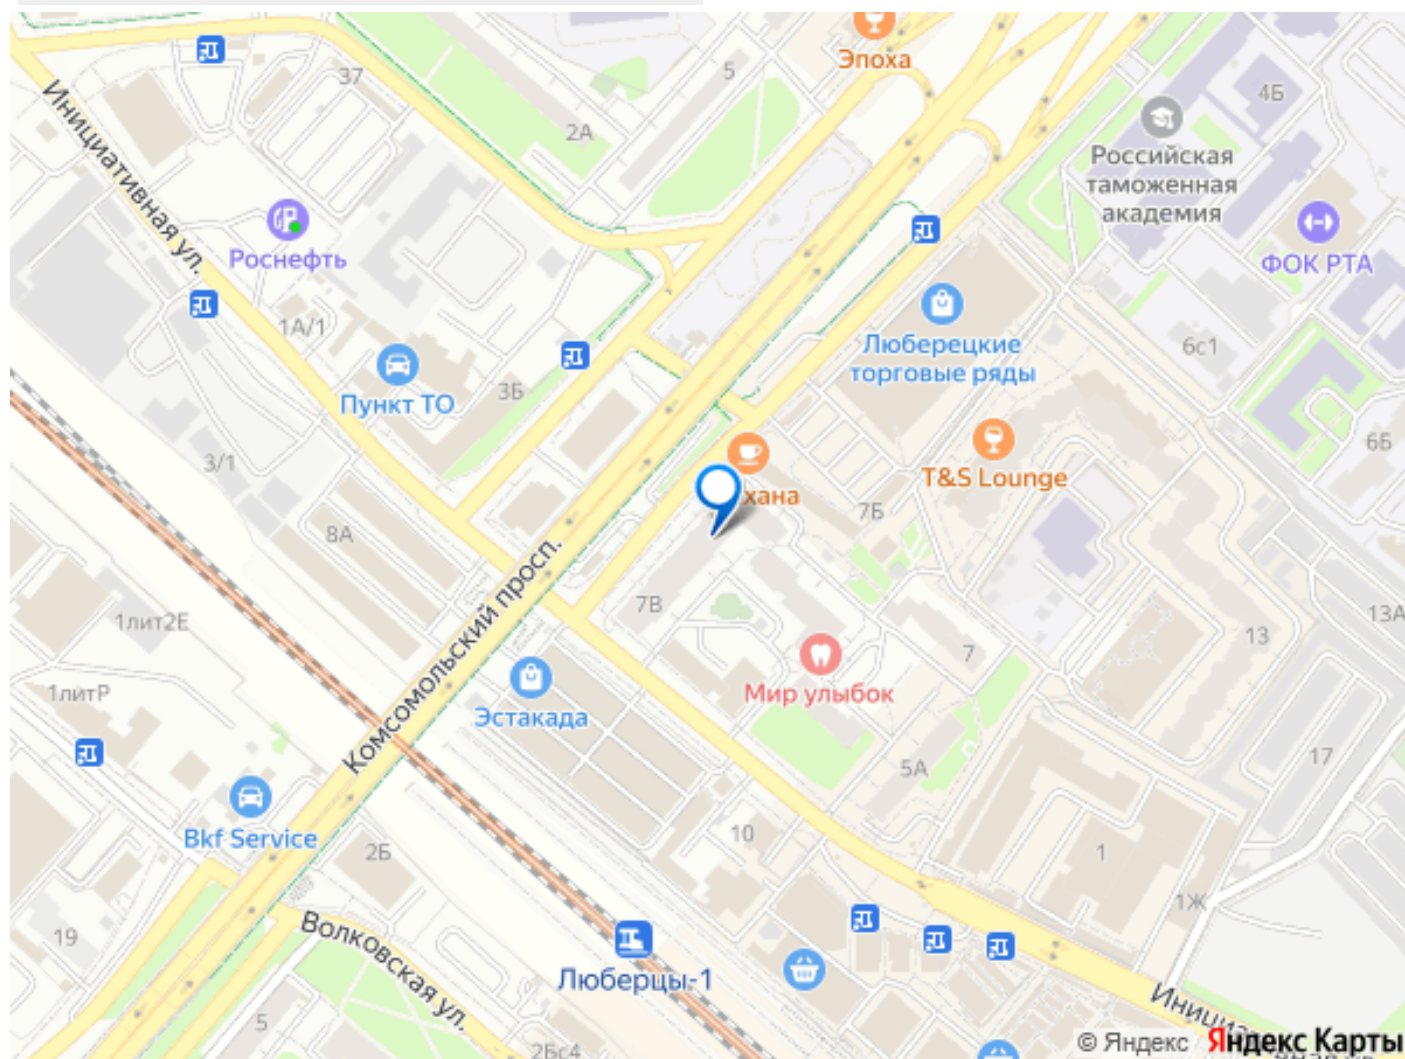 Эпоха
5
37
2А
4Б
Российская
таможенная
академия
Инициативная ул.
Роснефть
ФОК РТА
1А/1
Люберецкие
торговые ряды
6с1
Пункт ТО
3Б
6Б
3/1
T&S Lounge
хана
7Б
8А
Комсомольский просп.
7В
1лит2Е
13А
13
7
1литР
Мир улыбок
Эстакада
17
5А
Bkf Service
2Б
10
1
1Ж
19
Волковская ул.
Люберцы-1
5
2Бс4
© Яндекс Яндекс Карты